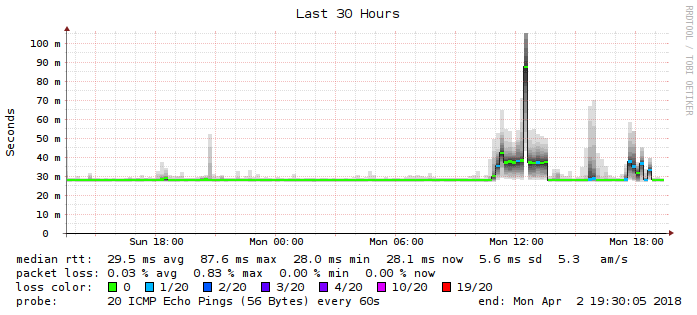 Last 30 Hours
RRDTOOL / TOBI OETIKER
Seconds
100 m
90 m
80 m
70 m
60 m
50 m
40 m
30 m
20 m
10 m
0
Sun 18:00 Mon 00:00 Mon 06:00 Mon 12:00 Mon 18:00
median rtt: 29.5 ms avg 87.6 ms max 28.0 ms min 28.1 ms now 5.6 ms sd 5.3 am/s
packet loss: 0.03 % avg 0.83 % max 0.00 % min 0.00 % now
loss color: 0 1/20 2/20 3/20 4/20 10/20 19/20
probe: 20 ICMP Echo Pings (56 Bytes) every 60s end: Mon Apr 2 19:30:05 2018